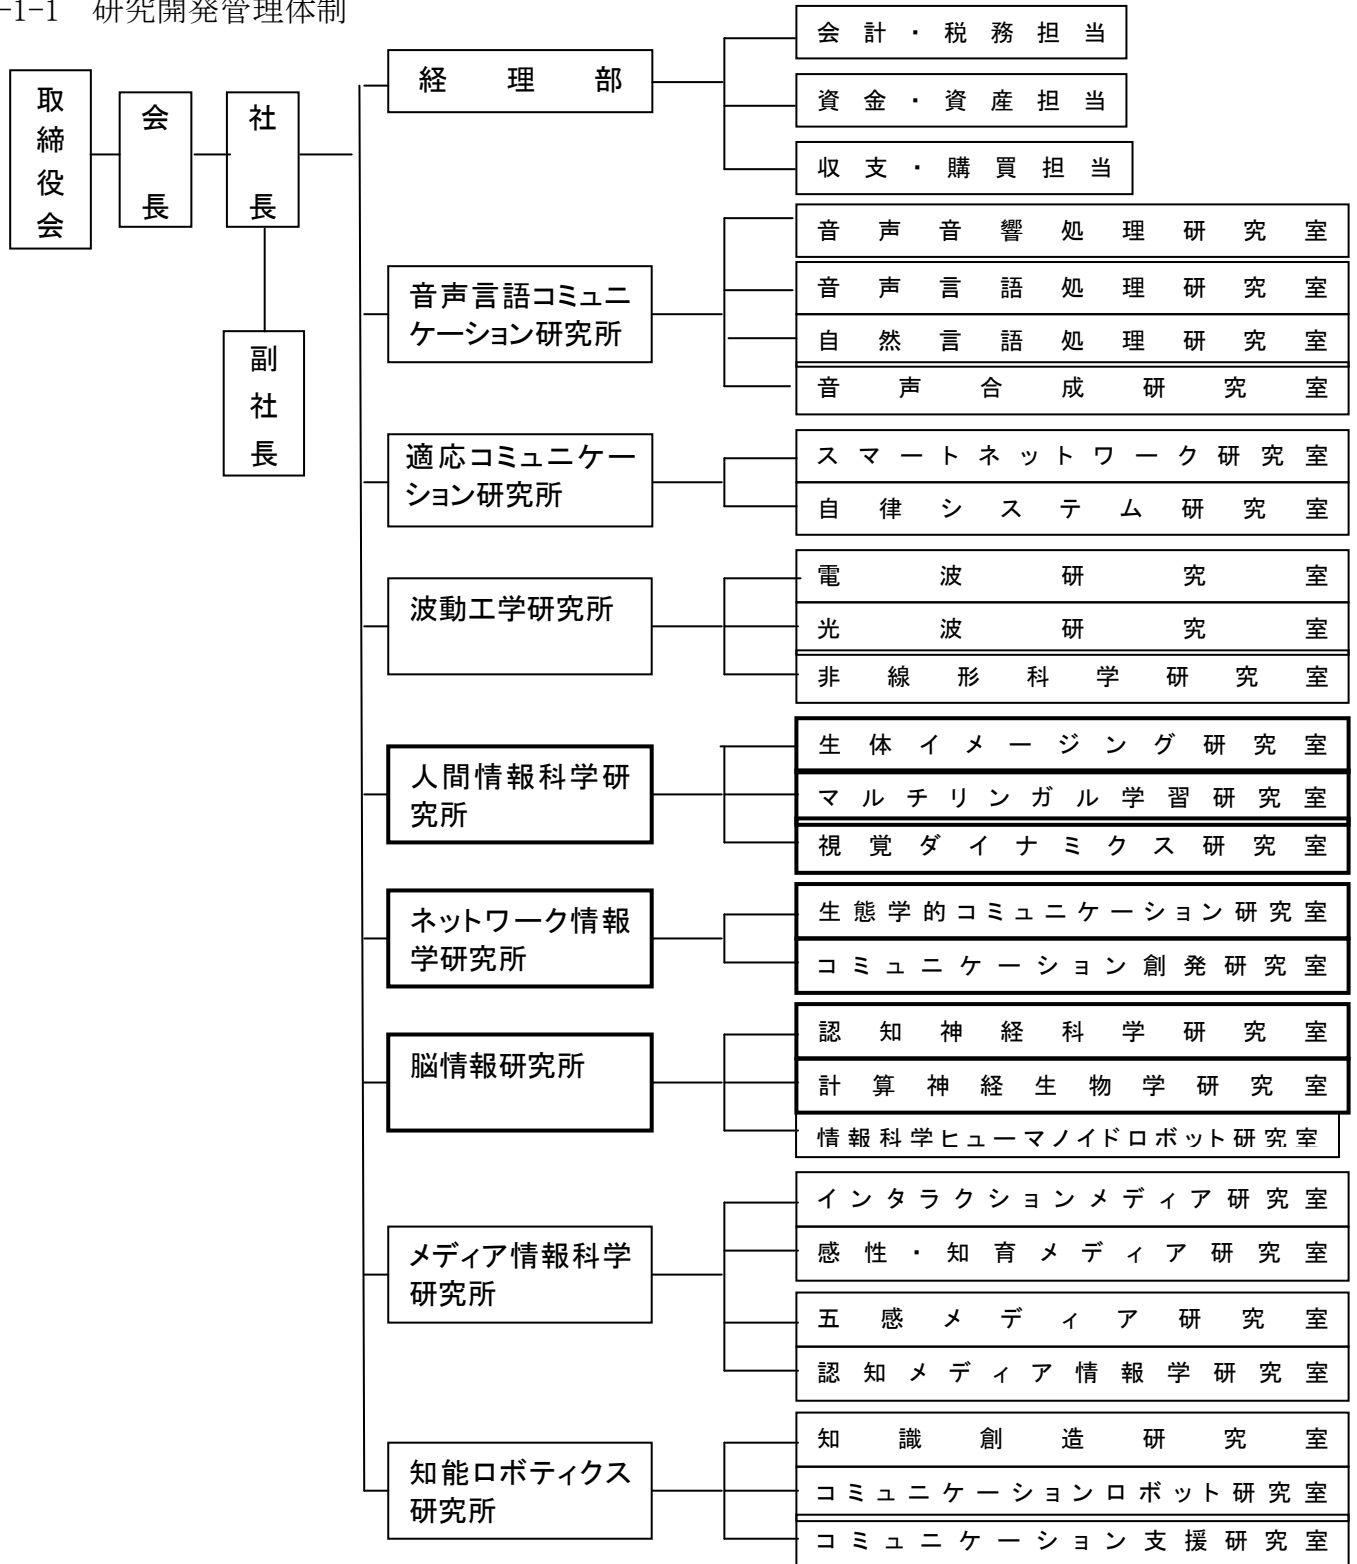 -1-1 研究開発管理体制
取締役会
会長
社長
副社長
経理部
会計・税務担当
資金・資産担当
収支・購買担当
音声言語コミュニ
ケーション研究所
音声音響処理研究室
音声言語処理研究室
自然言語処理研究室
音声合成研究室
適応コミュニケー
ション研究所
スマートネットワーク研究室
自律システム研究室
波動工学研究所
電波研究室
光波研究室
非線形科学研究室
人間情報科学研
究所
生体イメージング研究室
マルチリンガル学習研究室
視覚ダイナミクス研究室
ネットワーク情報
学研究所
生態学的コミュニケーション研究室
コミュニケーション創発研究室
脳情報研究所
認知神経科学研究室
計算神経生物学研究室
情報科学ヒューマノイドロボット研究室
メディア情報科学
研究所
インタラクションメディア研究室
感性・知育メディア研究室
五感メディア研究室
認知メディア情報学研究室
知能ロボティクス
研究所
知識創造研究室
コミュニケーションロボット研究室
コミュニケーション支援研究室